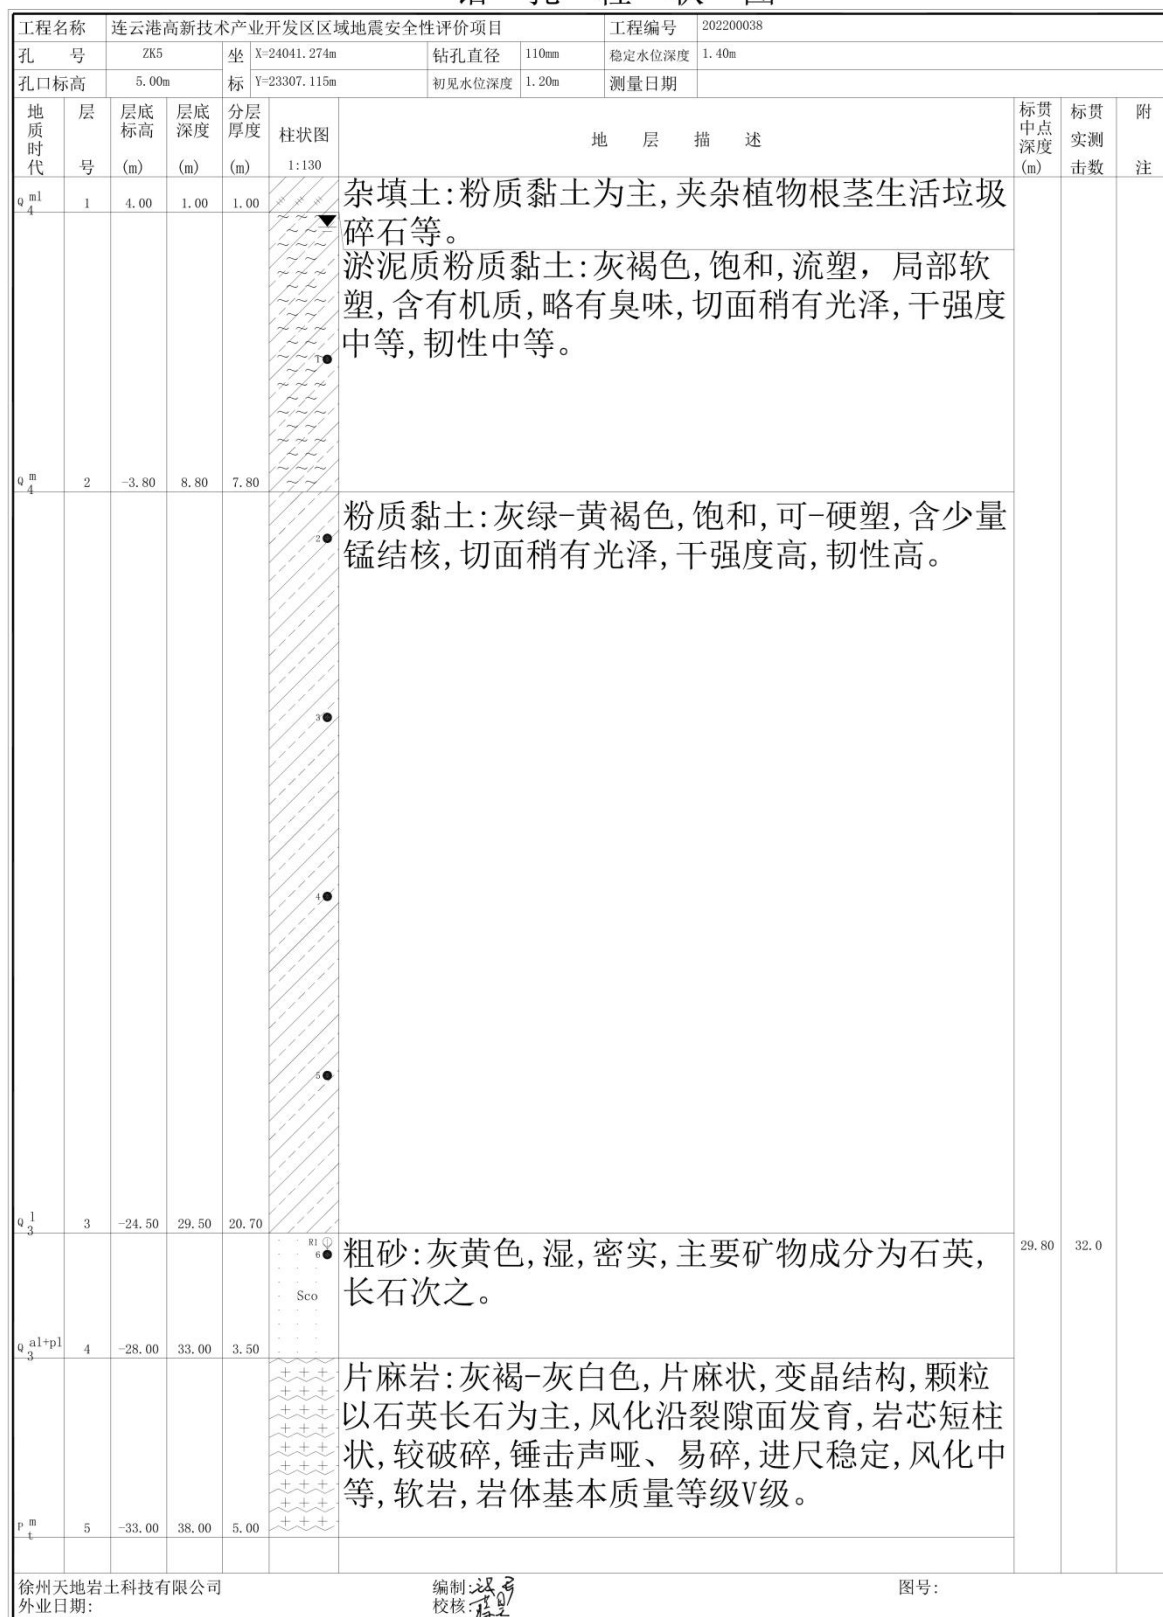 钻 孔 柱 状 图
工程名称 连云港高新技术产业开发区区域地震安全性评价项目 工程编号 202200038
孔 号 ZK5 坐 X=24041.274m 钻孔直径 110mm 稳定水位深度 1.40m
孔口标高 5.00m 标 Y=23307.115m 初见水位深度 1.20m 测量日期
地质时代 层号 层底标高(m) 层底深度(m) 分层厚度(m) 柱状图 1:130 地 层 描 述 标贯中点深度(m) 标贯实测击数 附注
杂填土:粉质黏土为主,夹杂植物根茎生活垃圾
Q ml 4 1 4.00 1.00 1.00
碎石等。
淤泥质粉质黏土:灰褐色,饱和,流塑，局部软
塑,含有机质,略有臭味,切面稍有光泽,干强度
中等,韧性中等。
1
Q m 4 2 -3.80 8.80 7.80
粉质黏土:灰绿-黄褐色,饱和,可-硬塑,含少量
2
锰结核,切面稍有光泽,干强度高,韧性高。
3
4
5
Q l 3 3 -24.50 29.50 20.70
R1
6
粗砂:灰黄色,湿,密实,主要矿物成分为石英, 29.80 32.0
Sco
长石次之。
Q al+pl 3 4 -28.00 33.00 3.50
片麻岩:灰褐-灰白色,片麻状,变晶结构,颗粒
以石英长石为主,风化沿裂隙面发育,岩芯短柱
状,较破碎,锤击声哑、易碎,进尺稳定,风化中
等,软岩,岩体基本质量等级V级。
P m t 5 -33.00 38.00 5.00
徐州天地岩土科技有限公司 编制: 图号:
外业日期: 校核: